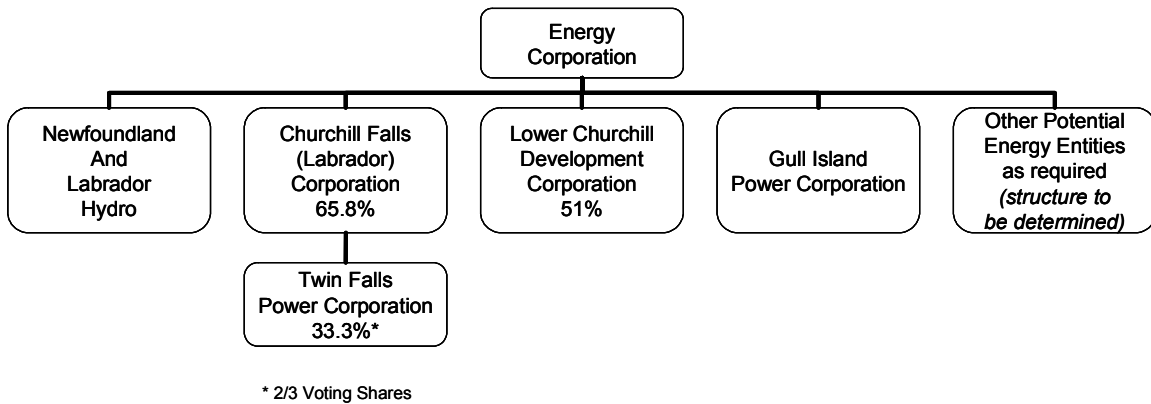 Energy
Corporation
Newfoundland
And
Labrador
Hydro
Churchill Falls
(Labrador)
Corporation
65.8%
Lower Churchill
Development
Corporation
51%
Gull Island
Power Corporation
Other Potential
Energy Entities
as required
(structure to
be determined)
Twin Falls
Power Corporation
33.3%*
* 2/3 Voting Shares